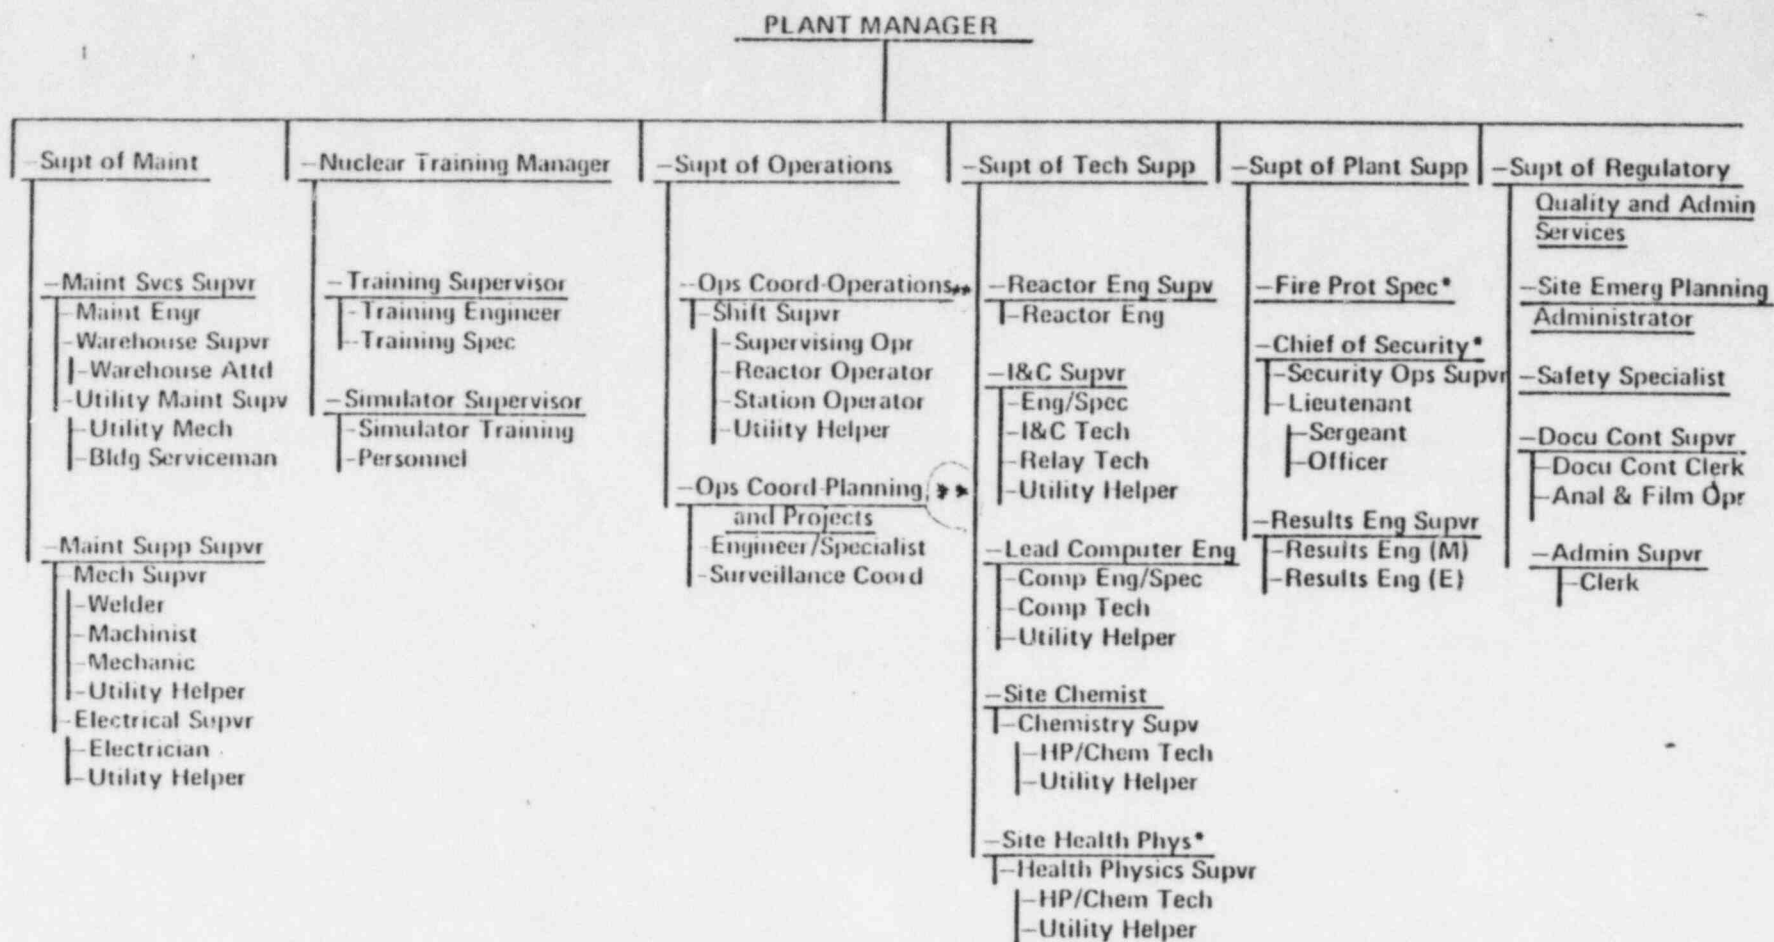 PLANT MANAGER
-Supt of Maint
-Maint Svcs Supvr
-Maint Engr
-Warehouse Supvr
-Warehouse Attd
-Utility Maint Supv
-Utility Mech
-Bldg Serviceman
-Maint Supp Supvr
-Mech Supvr
-Welder
-Machinist
-Mechanic
-Utility Helper
-Electrical Supvr
-Electrician
-Utility Helper
-Nuclear Training Manager
-Training Supervisor
-Training Engineer
-Training Spec
-Simulator Supervisor
-Simulator Training
-Personnel
-Supt of Operations
-Ops Coord-Operations**
-Shift Supvr
-Supervising Opr
-Reactor Operator
-Station Operator
-Utility Helper
-Ops Coord-Planning **
and Projects
-Engineer/Specialist
-Surveillance Coord
-Supt of Tech Supp
-Reactor Eng Supv
-Reactor Eng
-I&C Supvr
-Eng/Spec
-I&C Tech
-Relay Tech
-Utility Helper
-Lead Computer Eng
-Comp Eng/Spec
-Comp Tech
-Utility Helper
-Site Chemist
-Chemistry Supv
-HP/Chem Tech
-Utility Helper
-Site Health Phys*
-Health Physics Supvr
-HP/Chem Tech
-Utility Helper
-Supt of Plant Supp
-Fire Prot Spec*
-Chief of Security*
-Security Ops Supvr
-Lieutenant
-Sergeant
-Officer
-Results Eng Supvr
-Results Eng (M)
-Results Eng (E)
-Supt of Regulatory
Quality and Admin
Services
-Site Emerg Planning
Administrator
-Safety Specialist
-Docu Cont Supvr
-Docu Cont Clerk
-Anal & Film Opr
-Admin Supvr
-Clerk